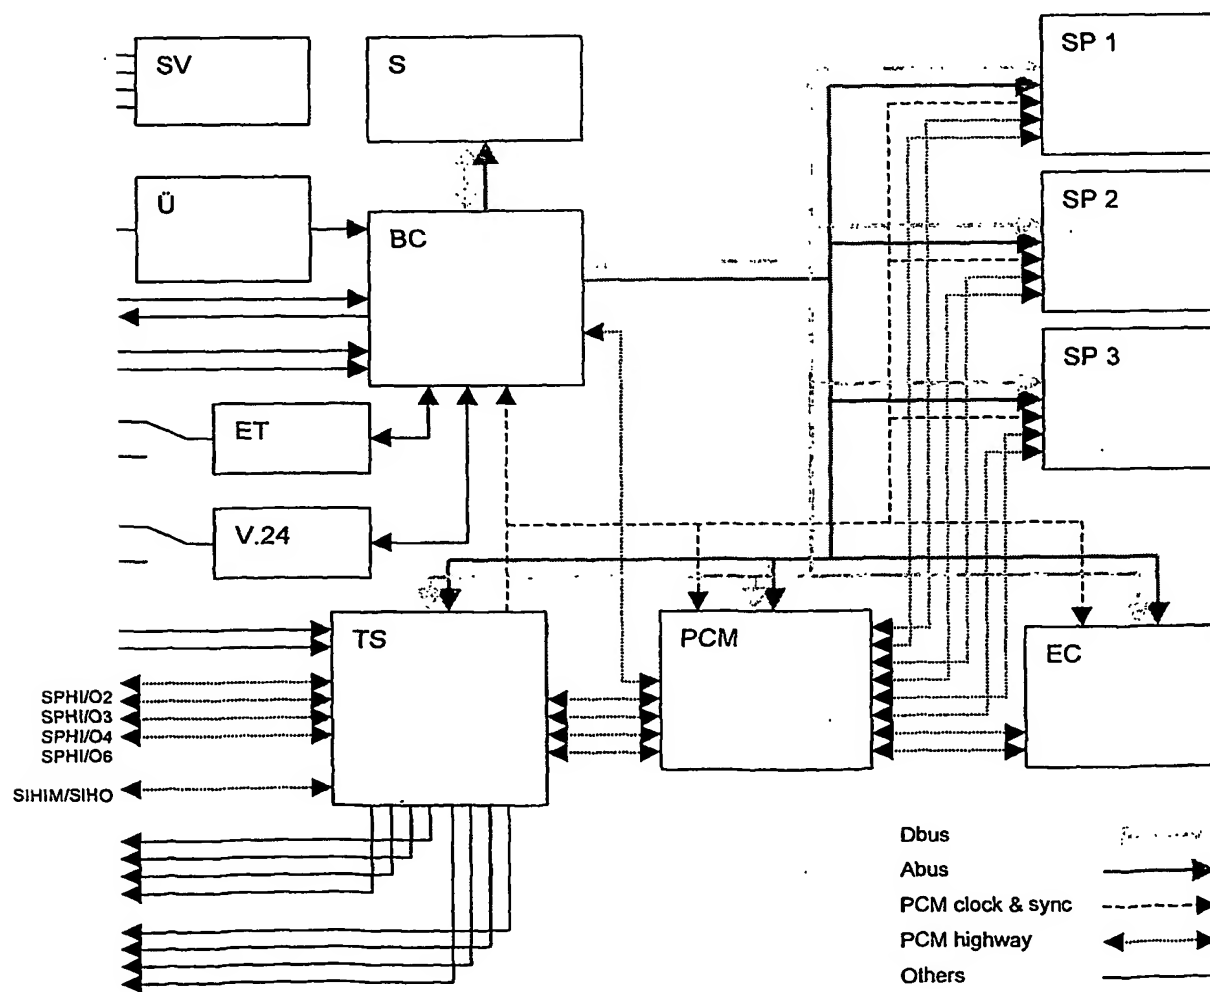 SV
S
SP 1
Ü
BC
SP 2
SP 3
ET
V.24
TS
PCM
EC
SPHI/O2
SPHI/O3
SPHI/O4
SPHI/O6
SIHIM/SIHO
Dbus
Abus
PCM clock & sync
PCM highway
Others